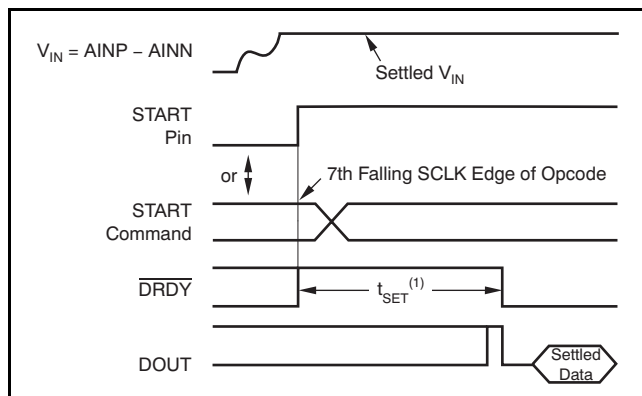 V_IN = AINP – AINN
Settled V_IN
START
Pin
or
7th Falling SCLK Edge of Opcode
START
Command
DRDY
t_SET^(1)
DOUT
Settled
Data